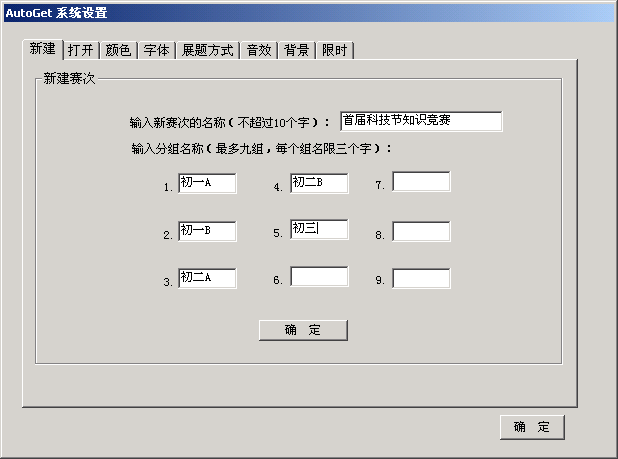 AutoGet 系统设置
新建 打开 颜色 字体 展题方式 音效 背景 限时
新建赛次
输入新赛次的名称（不超过10个字）： 首届科技节知识竞赛
输入分组名称（最多九组，每个组名限三个字）：
1. 初一A 4. 初二B 7.
2. 初一B 5. 初三 8.
3. 初二A 6. 9.
确 定
确 定